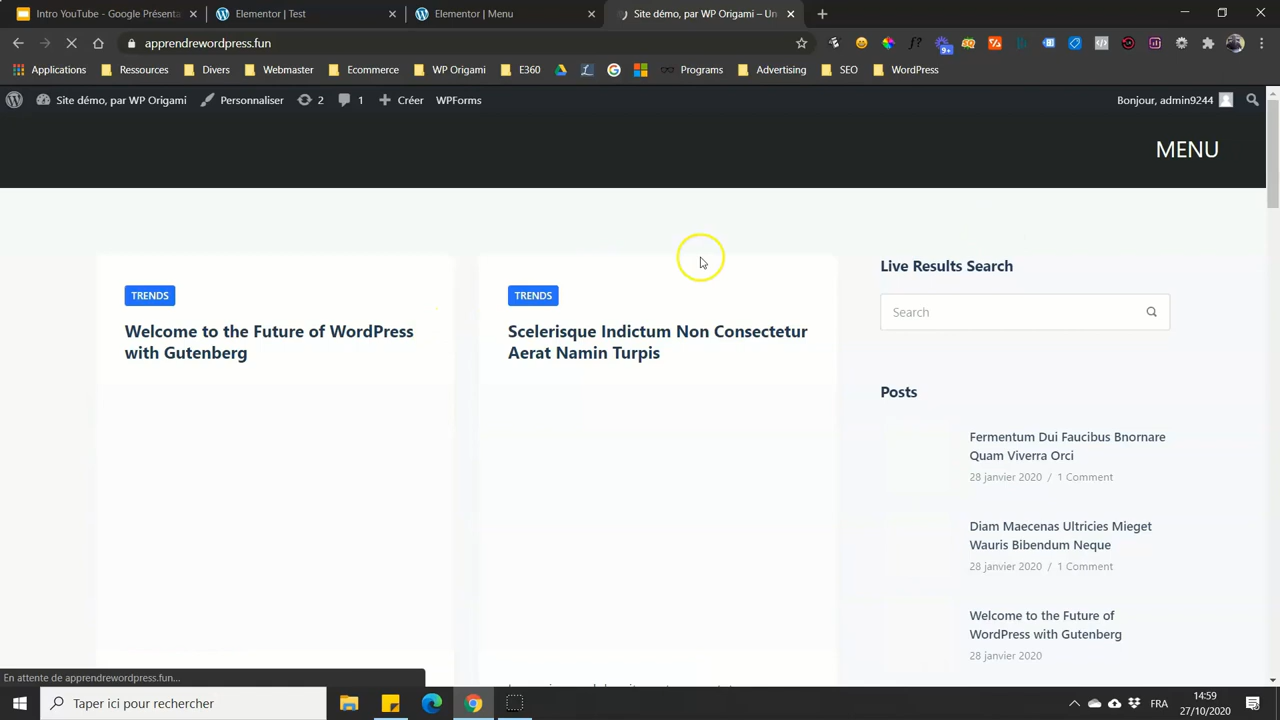 Intro YouTube - Google Présenta
Elementor | Test
Elementor | Menu
Site démo, par WP Origami – Un
apprendrewordpress.fun
9+
Applications
Ressources
Divers
Webmaster
Ecommerce
WP Origami
E360
Programs
Advertising
SEO
WordPress
Site démo, par WP Origami
Personnaliser
2
1
Créer
WPForms
Bonjour, admin9244
MENU
TRENDS
Welcome to the Future of WordPress
with Gutenberg
TRENDS
Scelerisque Indictum Non Consectetur
Aerat Namin Turpis
Live Results Search
Search
Posts
Fermentum Dui Faucibus Bnornare
Quam Viverra Orci
28 janvier 2020 / 1 Comment
Diam Maecenas Ultricies Mieget
Wauris Bibendum Neque
28 janvier 2020 / 1 Comment
Welcome to the Future of
WordPress with Gutenberg
28 janvier 2020
En attente de apprendrewordpress.fun...
Taper ici pour rechercher
FRA
14:59
27/10/2020